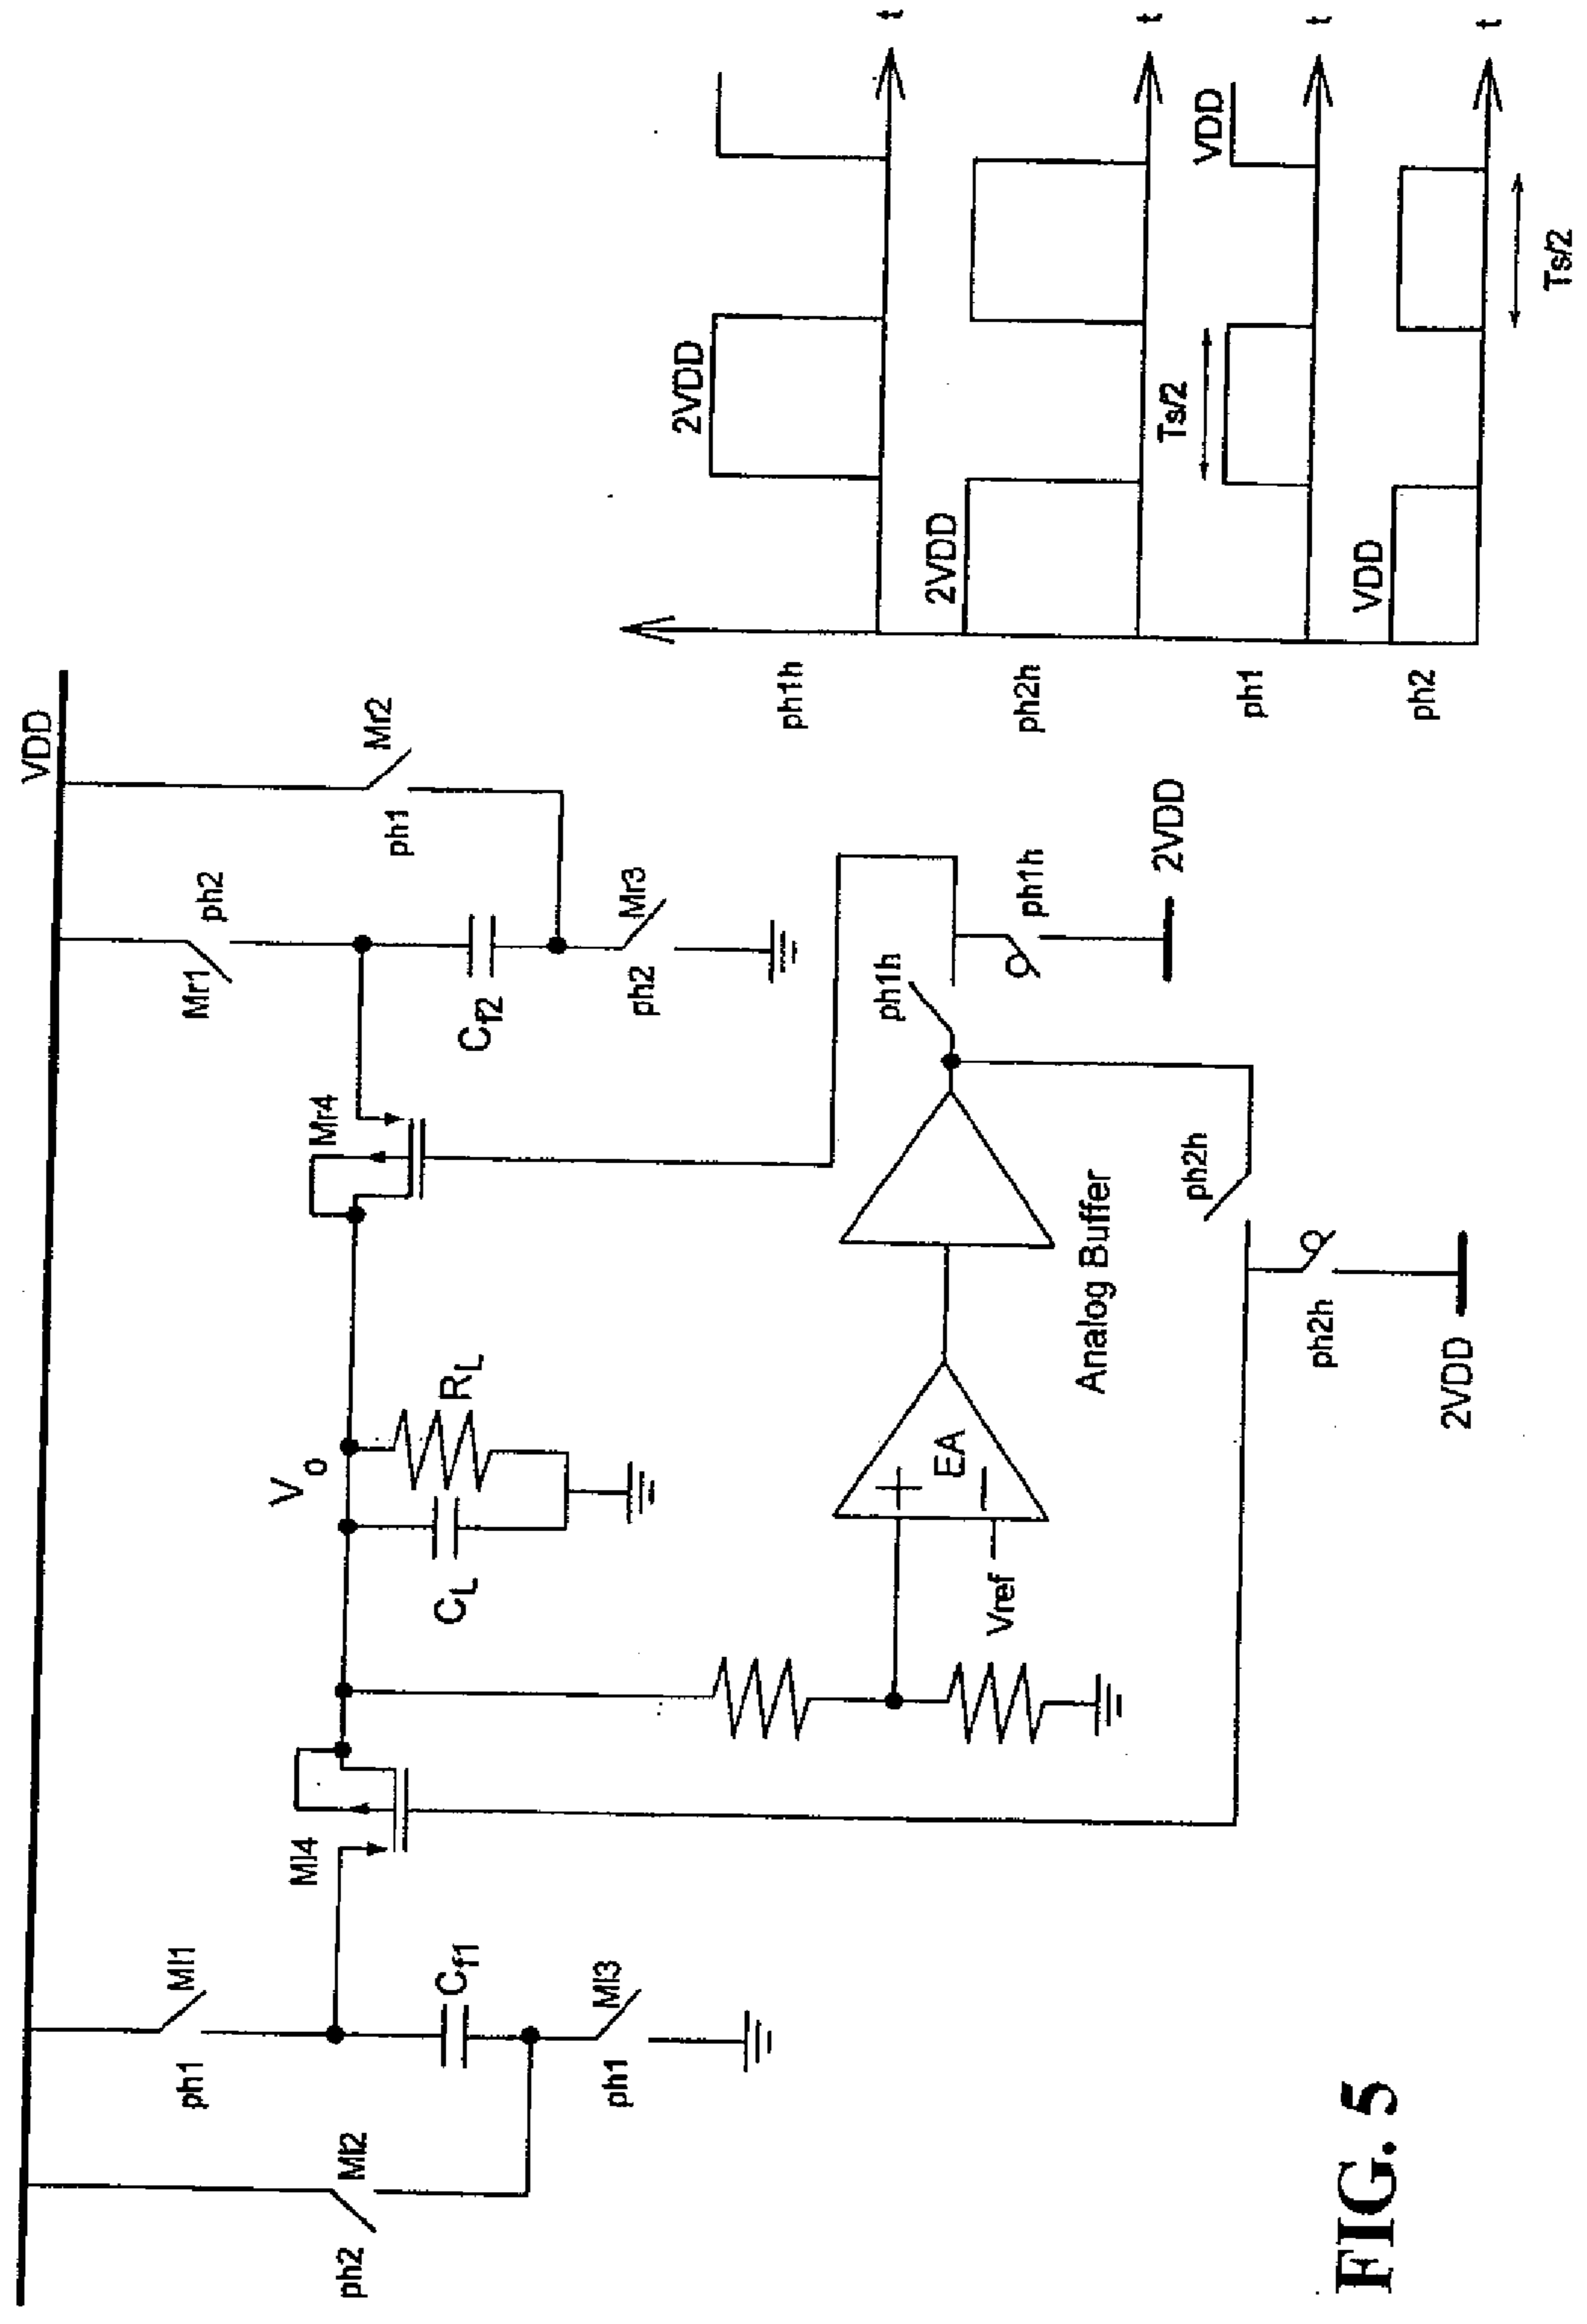 VDD
Ml1
ph1
Ml2
ph2
Cf1
Ml3
ph1
Ml4
Vo
CL
RL
Mr4
Mr1
ph2
Mr2
ph1
Cf2
Mr3
ph2
EA
+
−
Vref
Analog Buffer
ph1h
ph1h
2VDD
ph2h
ph2h
2VDD
ph1h
2VDD
t
ph2h
2VDD
t
ph1
Ts/2
VDD
t
ph2
VDD
t
Ts/2
FIG. 5